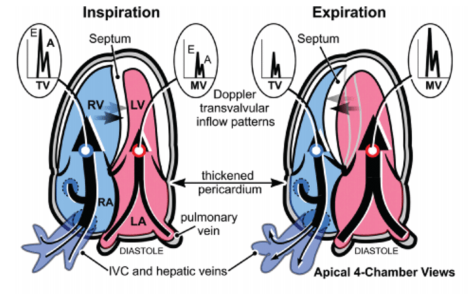 Inspiration
Expiration
E
A
TV
Septum
E
A
MV
TV
Septum
MV
RV
LV
Doppler
transvalvular
inflow patterns
thickened
pericardium
RA
LA
pulmonary
vein
DIASTOLE
DIASTOLE
IVC and hepatic veins
Apical 4-Chamber Views